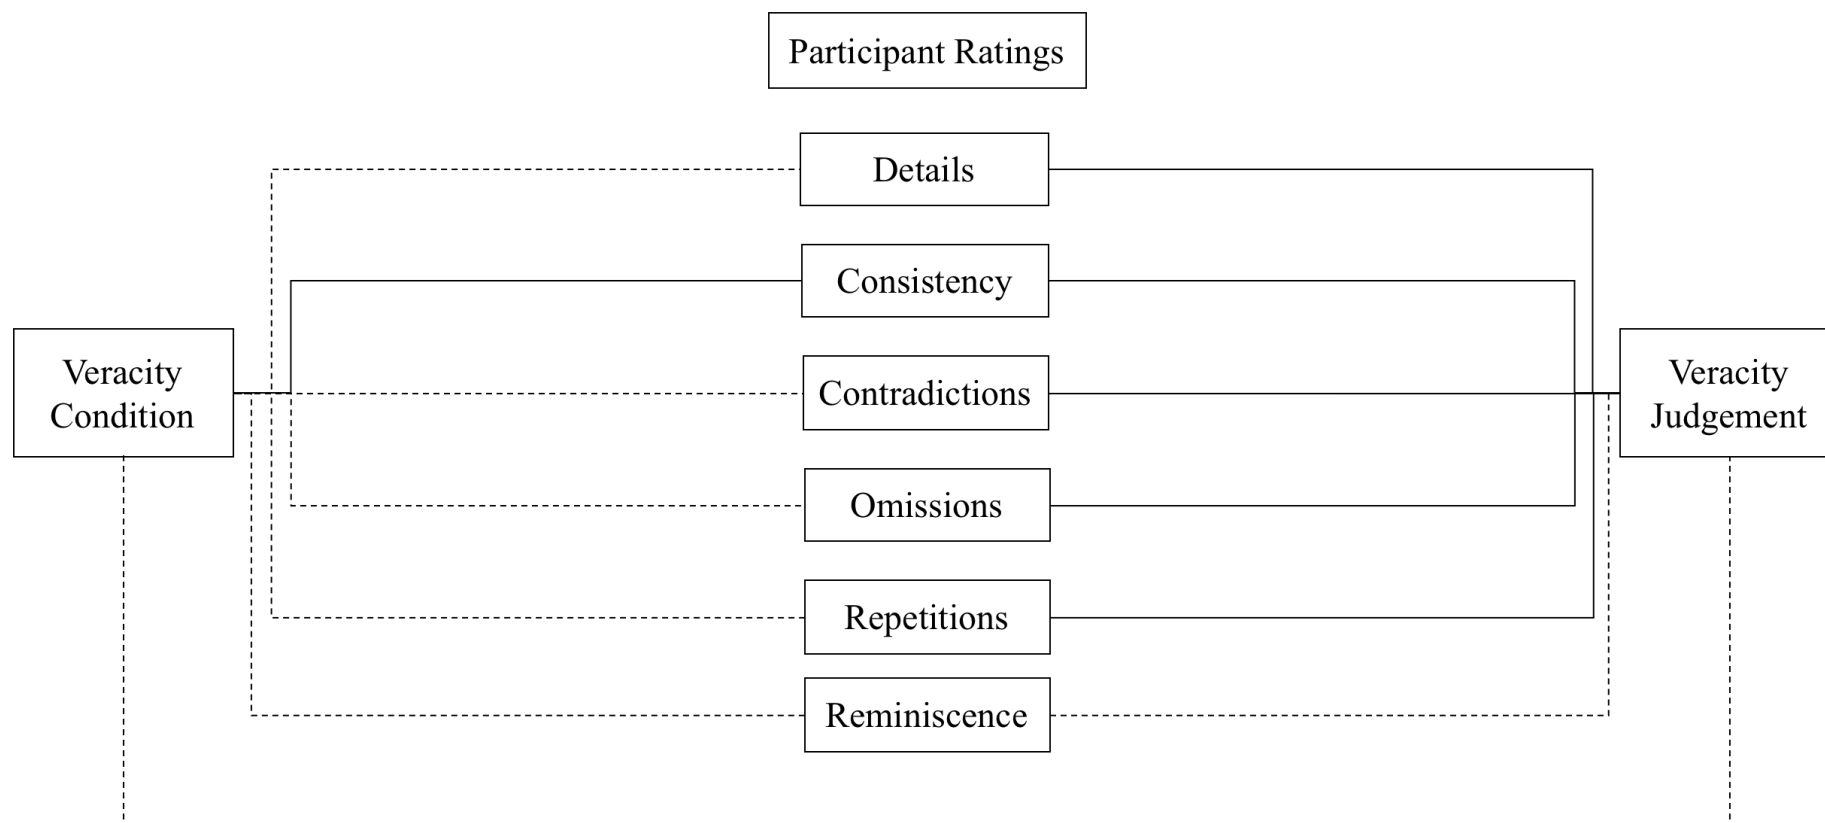 Participant Ratings
Details
Consistency
Veracity
Condition
Contradictions
Veracity
Judgement
Omissions
Repetitions
Reminiscence